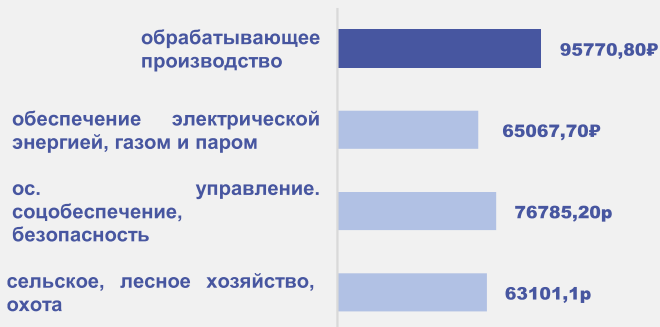 обрабатывающее
производство
95770,80₽
обеспечение электрической
энергией, газом и паром
65067,70₽
ос. управление.
соцобеспечение,
безопасность
76785,20р
сельское, лесное хозяйство,
охота
63101,1р